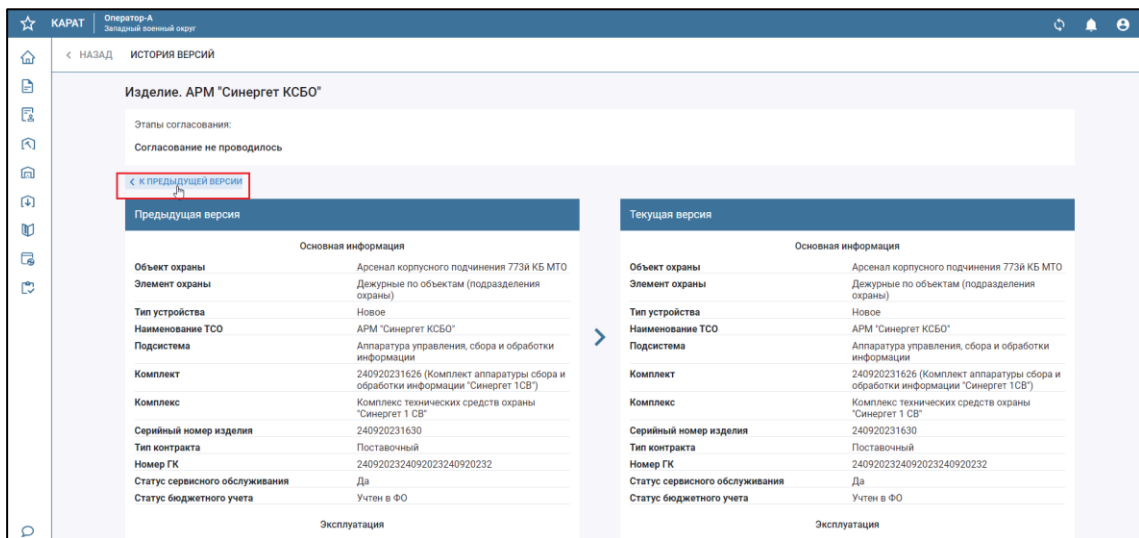 КАРАТ
Оператор-А
Западный военный округ
< НАЗАД ИСТОРИЯ ВЕРСИЙ
Изделие. АРМ "Синергет КСБО"
Этапы согласования:
Согласование не проводилось
< К ПРЕДЫДУЩЕЙ ВЕРСИИ
Предыдущая версия
Основная информация
Объект охраны Арсенал корпусного подчинения 773й КБ МТО
Элемент охраны Дежурные по объектам (подразделения
охраны)
Тип устройства Новое
Наименование ТСО АРМ "Синергет КСБО"
Подсистема Аппаратура управления, сбора и обработки
информации
Комплект 240920231626 (Комплект аппаратуры сбора и
обработки информации "Синергет 1СВ")
Комплекс Комплекс технических средств охраны
"Синергет 1 СВ"
Серийный номер изделия 240920231630
Тип контракта Поставочный
Номер ГК 2409202324092023240920232
Статус сервисного обслуживания Да
Статус бюджетного учета Учтен в ФО
Эксплуатация
Текущая версия
Основная информация
Объект охраны Арсенал корпусного подчинения 773й КБ МТО
Элемент охраны Дежурные по объектам (подразделения
охраны)
Тип устройства Новое
Наименование ТСО АРМ "Синергет КСБО"
Подсистема Аппаратура управления, сбора и обработки
информации
Комплект 240920231626 (Комплект аппаратуры сбора и
обработки информации "Синергет 1СВ")
Комплекс Комплекс технических средств охраны
"Синергет 1 СВ"
Серийный номер изделия 240920231630
Тип контракта Поставочный
Номер ГК 2409202324092023240920232
Статус сервисного обслуживания Да
Статус бюджетного учета Учтен в ФО
Эксплуатация